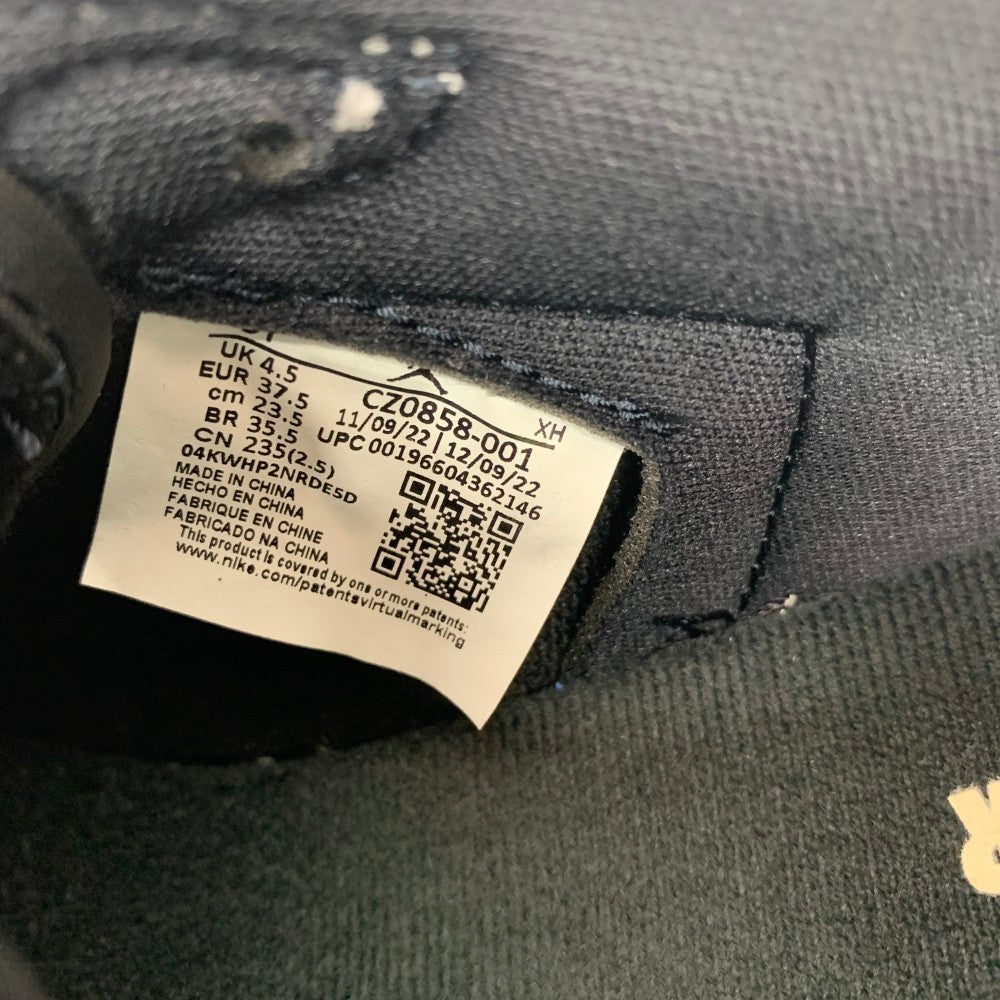 UK 4.5
EUR 37.5
cm 23.5
BR 35.5
CN 235(2.5)
04KWHP2NRDE5D
MADE IN CHINA
HECHO EN CHINA
FABRIQUE EN CHINE
FABRICADO NA CHINA
This product is covered by one or more patents:
www.nike.com/patentsvirtualmarking
CZ0858-001
XH
11/09/22 | 12/09/22
UPC 00196604362146